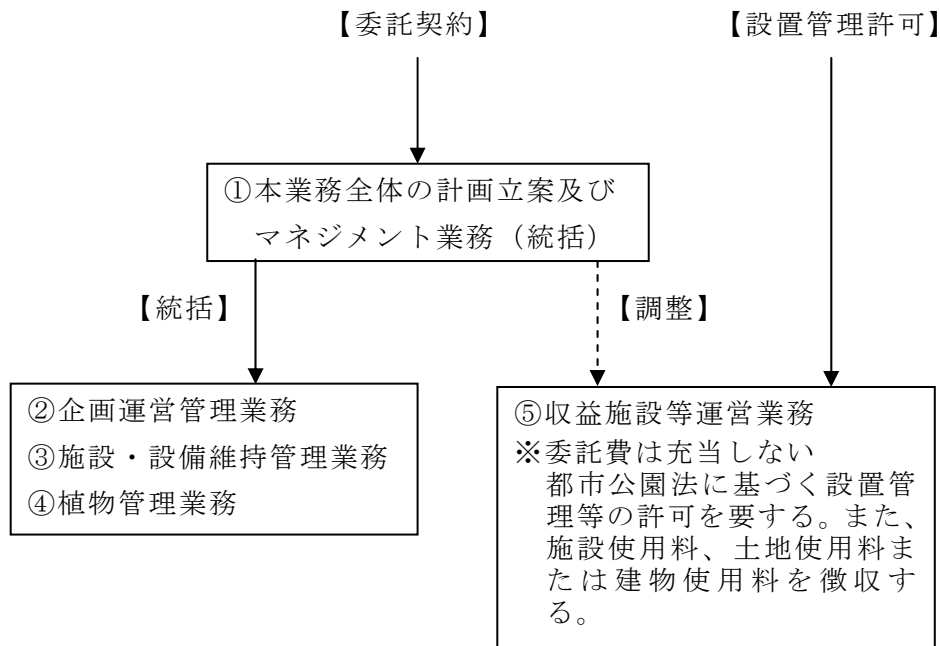 【委託契約】
【設置管理許可】
①本業務全体の計画立案及び
マネジメント業務（統括）
【統括】
【調整】
②企画運営管理業務
③施設・設備維持管理業務
④植物管理業務
⑤収益施設等運営業務
※委託費は充当しない
都市公園法に基づく設置管
理等の許可を要する。また、
施設使用料、土地使用料ま
たは建物使用料を徴収す
る。